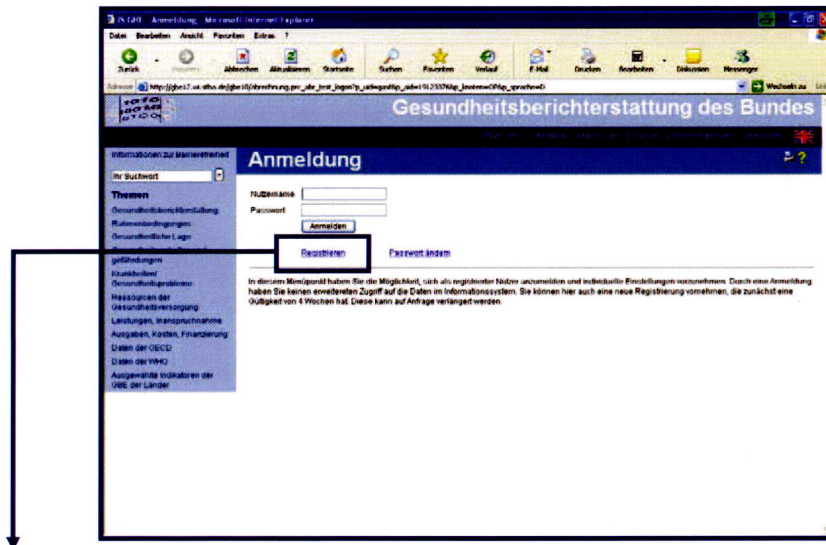 IS GBE - Anmeldung - Microsoft Internet Explorer
Datei Bearbeiten Ansicht Favoriten Extras ?
Zurück Abbrechen Aktualisieren Startseite Suchen Favoriten Verlauf E-Mail Drucken Bearbeiten Diskussion Messenger
Adresse
Wechseln zu
Gesundheitsberichterstattung des Bundes
Informationen zur Barrierefreiheit
Ihr Suchwort
Themen
Gesundheitsberichterstattung
Rahmenbedingungen
Gesundheitliche Lage
gefährdungen
Krankheiten/
Gesundheitsprobleme
Ressourcen der
Gesundheitsversorgung
Leistungen, Inanspruchnahme
Ausgaben, Kosten, Finanzierung
Daten der OECD
Daten der WHO
Ausgewählte Indikatoren der
GBE der Länder
Anmeldung
?
Nutzername
Passwort
Anmelden
Registrieren Passwort ändern
In diesem Menüpunkt haben Sie die Möglichkeit, sich als registrierter Nutzer anzumelden und individuelle Einstellungen vorzunehmen. Durch eine Anmeldung
haben Sie keinen erweiterten Zugriff auf die Daten im Informationssystem. Sie können hier auch eine neue Registrierung vornehmen, die zunächst eine
Gültigkeit von 4 Wochen hat. Diese kann auf Anfrage verlängert werden.